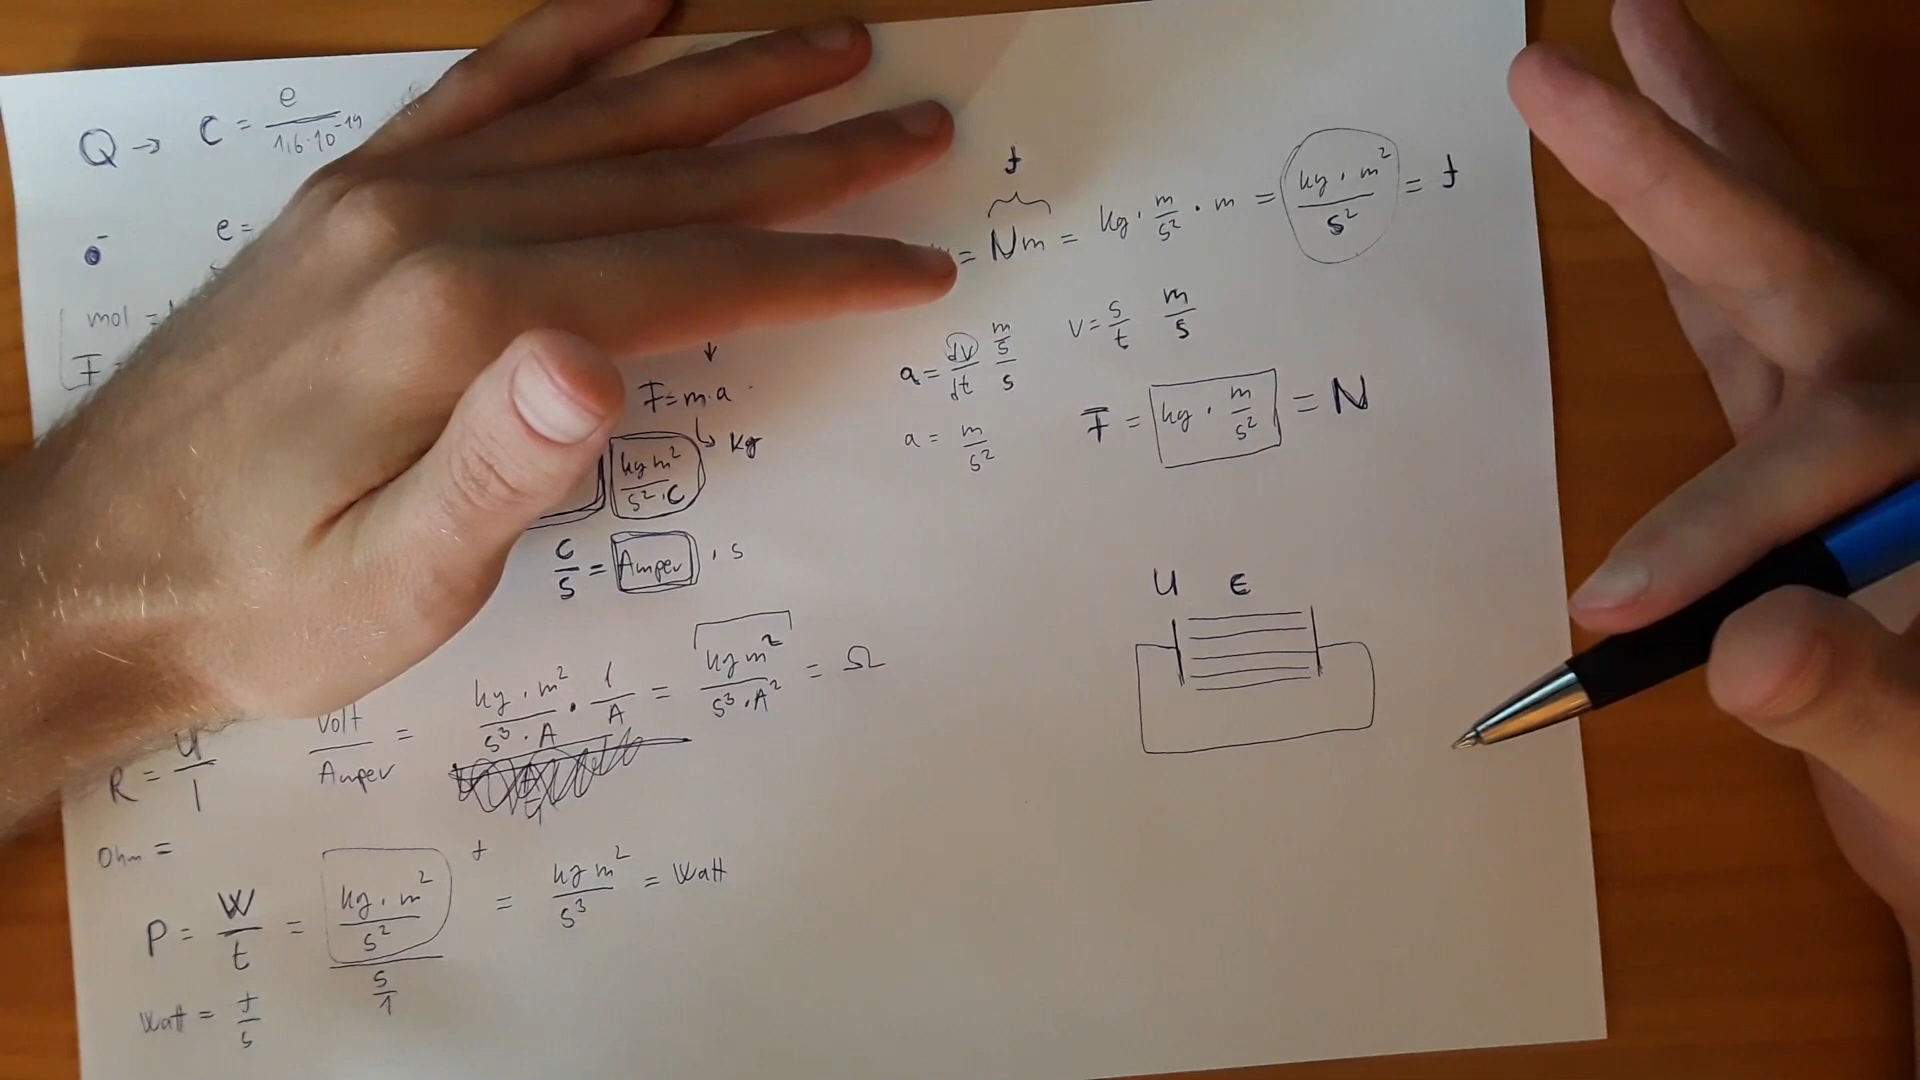 Q → C = e / 1,6·10⁻¹⁹
e =
mol =
F =
J
= Nm = kg · m/s² · m = kg · m² / s² = J
a = dv/dt m/s / s
v = s/t m/s
a = m/s²
F = kg · m/s² = N
↓
F = m·a
↳ kg
kg m² / s² · C
C/s = Amper · s
R = U/I
Volt / Amper = kg · m² / s³ · A · 1/A = kg m² / s³ · A² = Ω
Ohm =
U ϵ
P = W/t = kg · m² / s² / s/1 = kg m² / s³ = Watt
J
Watt = J/s